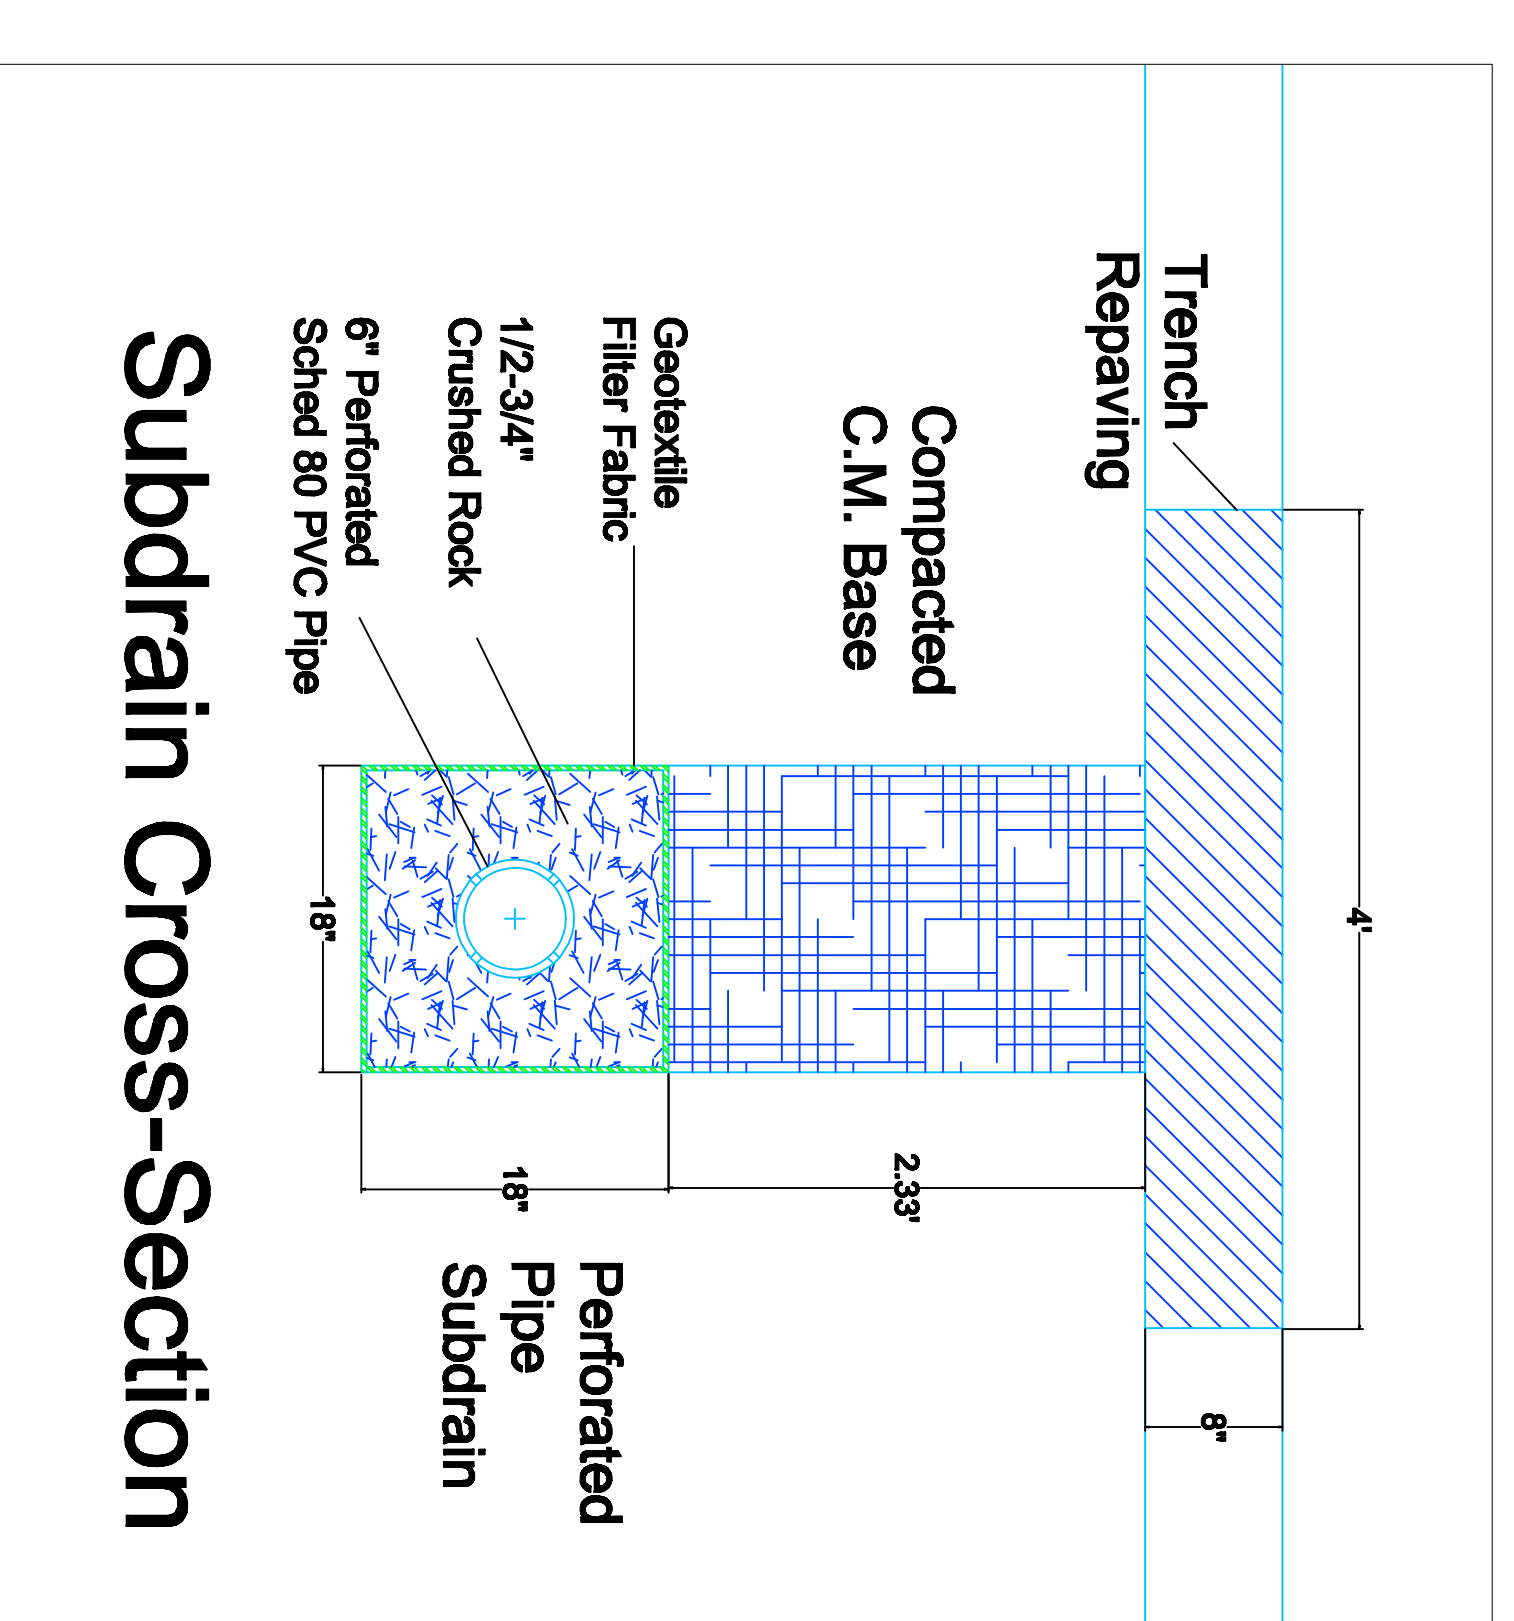 4'
8"
Trench
Repaving
Compacted
C.M. Base
2.33'
Geotextile
Filter Fabric
1/2-3/4"
Crushed Rock
6" Perforated
Sched 80 PVC Pipe
18"
Perforated
Pipe
Subdrain
18"
Subdrain Cross-Section